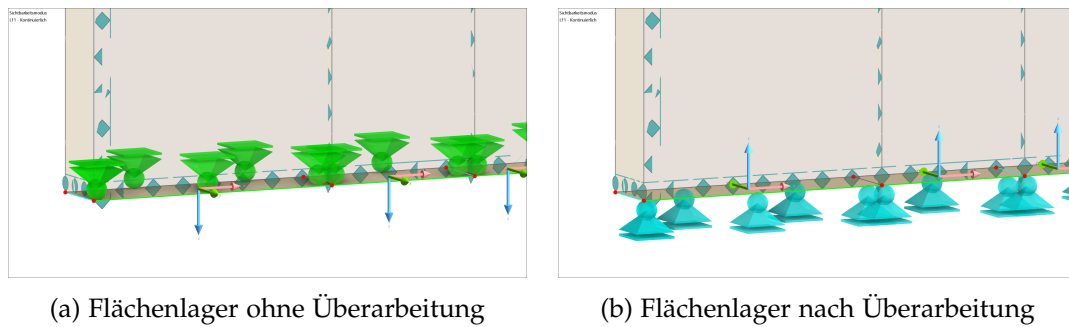 Sichtbarkeitsmodus
LF1 - Kontinuierlich
Sichtbarkeitsmodus
LF1 - Kontinuierlich
(a) Flächenlager ohne Überarbeitung
(b) Flächenlager nach Überarbeitung